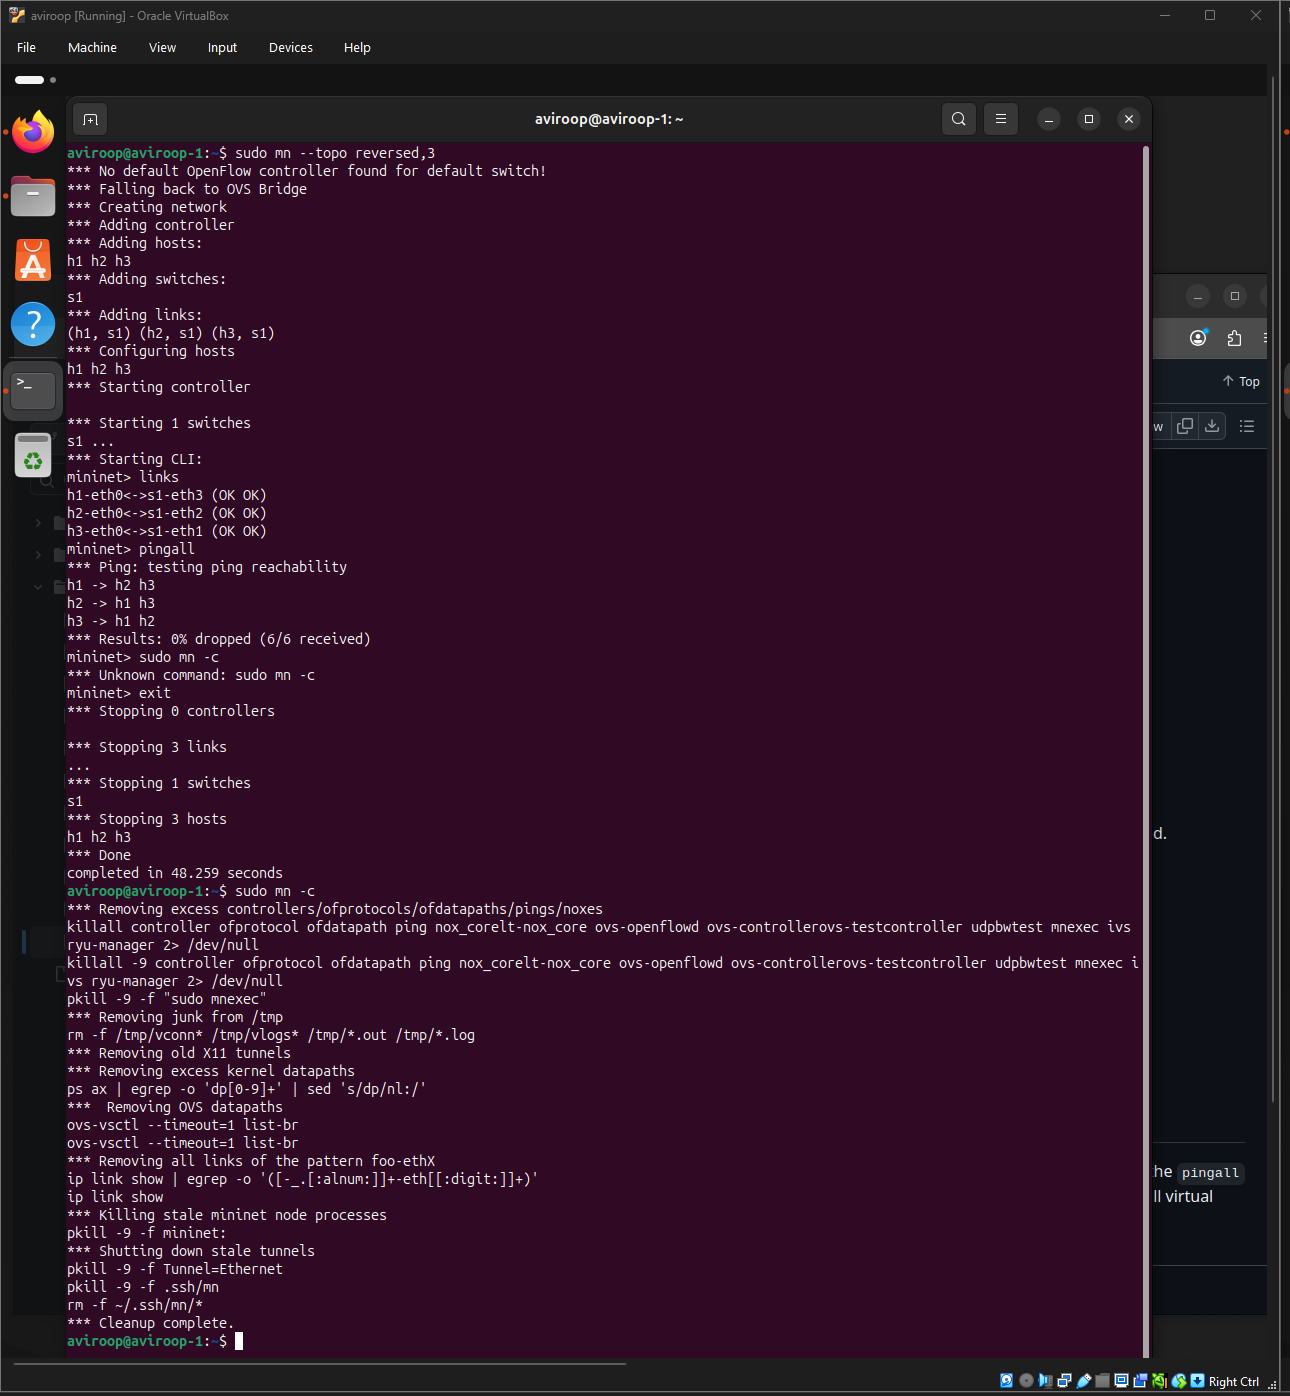 aviroop [Running] - Oracle VirtualBox
File Machine View Input Devices Help
aviroop@aviroop-1: ~
aviroop@aviroop-1:~$ sudo mn --topo reversed,3
*** No default OpenFlow controller found for default switch!
*** Falling back to OVS Bridge
*** Creating network
*** Adding controller
*** Adding hosts:
h1 h2 h3
*** Adding switches:
s1
*** Adding links:
(h1, s1) (h2, s1) (h3, s1)
*** Configuring hosts
h1 h2 h3
*** Starting controller
*** Starting 1 switches
s1 ...
*** Starting CLI:
mininet> links
h1-eth0<->s1-eth3 (OK OK)
h2-eth0<->s1-eth2 (OK OK)
h3-eth0<->s1-eth1 (OK OK)
mininet> pingall
*** Ping: testing ping reachability
h1 -> h2 h3
h2 -> h1 h3
h3 -> h1 h2
*** Results: 0% dropped (6/6 received)
mininet> sudo mn -c
*** Unknown command: sudo mn -c
mininet> exit
*** Stopping 0 controllers
*** Stopping 3 links
...
*** Stopping 1 switches
s1
*** Stopping 3 hosts
h1 h2 h3
*** Done
completed in 48.259 seconds
aviroop@aviroop-1:~$ sudo mn -c
*** Removing excess controllers/ofprotocols/ofdatapaths/pings/noxes
killall controller ofprotocol ofdatapath ping nox_corelt-nox_core ovs-openflowd ovs-controllerovs-testcontroller udpbwtest mnexec ivs
ryu-manager 2> /dev/null
killall -9 controller ofprotocol ofdatapath ping nox_corelt-nox_core ovs-openflowd ovs-controllerovs-testcontroller udpbwtest mnexec i
vs ryu-manager 2> /dev/null
pkill -9 -f "sudo mnexec"
*** Removing junk from /tmp
rm -f /tmp/vconn* /tmp/vlogs* /tmp/*.out /tmp/*.log
*** Removing old X11 tunnels
*** Removing excess kernel datapaths
ps ax | egrep -o 'dp[0-9]+' | sed 's/dp/nl:/'
***  Removing OVS datapaths
ovs-vsctl --timeout=1 list-br
ovs-vsctl --timeout=1 list-br
*** Removing all links of the pattern foo-ethX
ip link show | egrep -o '([-_.[:alnum:]]+-eth[[:digit:]]+)'
ip link show
*** Killing stale mininet node processes
pkill -9 -f mininet:
*** Shutting down stale tunnels
pkill -9 -f Tunnel=Ethernet
pkill -9 -f .ssh/mn
rm -f ~/.ssh/mn/*
*** Cleanup complete.
aviroop@aviroop-1:~$
Top
w
d.
he pingall
ll virtual
Right Ctrl